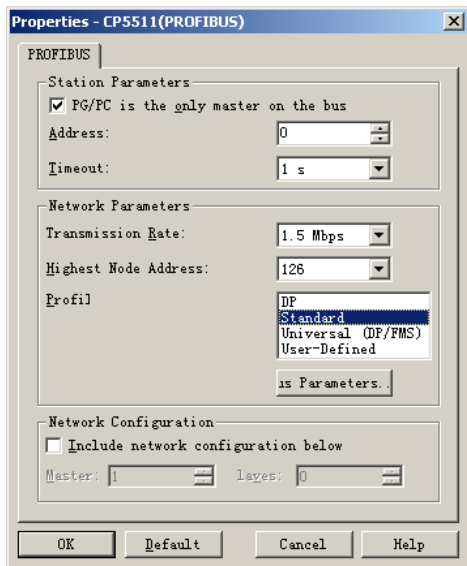 Properties - CP5511(PROFIBUS)
PROFIBUS
Station Parameters
PG/PC is the only master on the bus
Address: 0
Timeout: 1 s
Network Parameters
Transmission Rate: 1.5 Mbps
Highest Node Address: 126
Profil
DP
Standard
Universal (DP/FMS)
User-Defined
us Parameters..
Network Configuration
Include network configuration below
Master: 1 layes: 0
OK Default Cancel Help